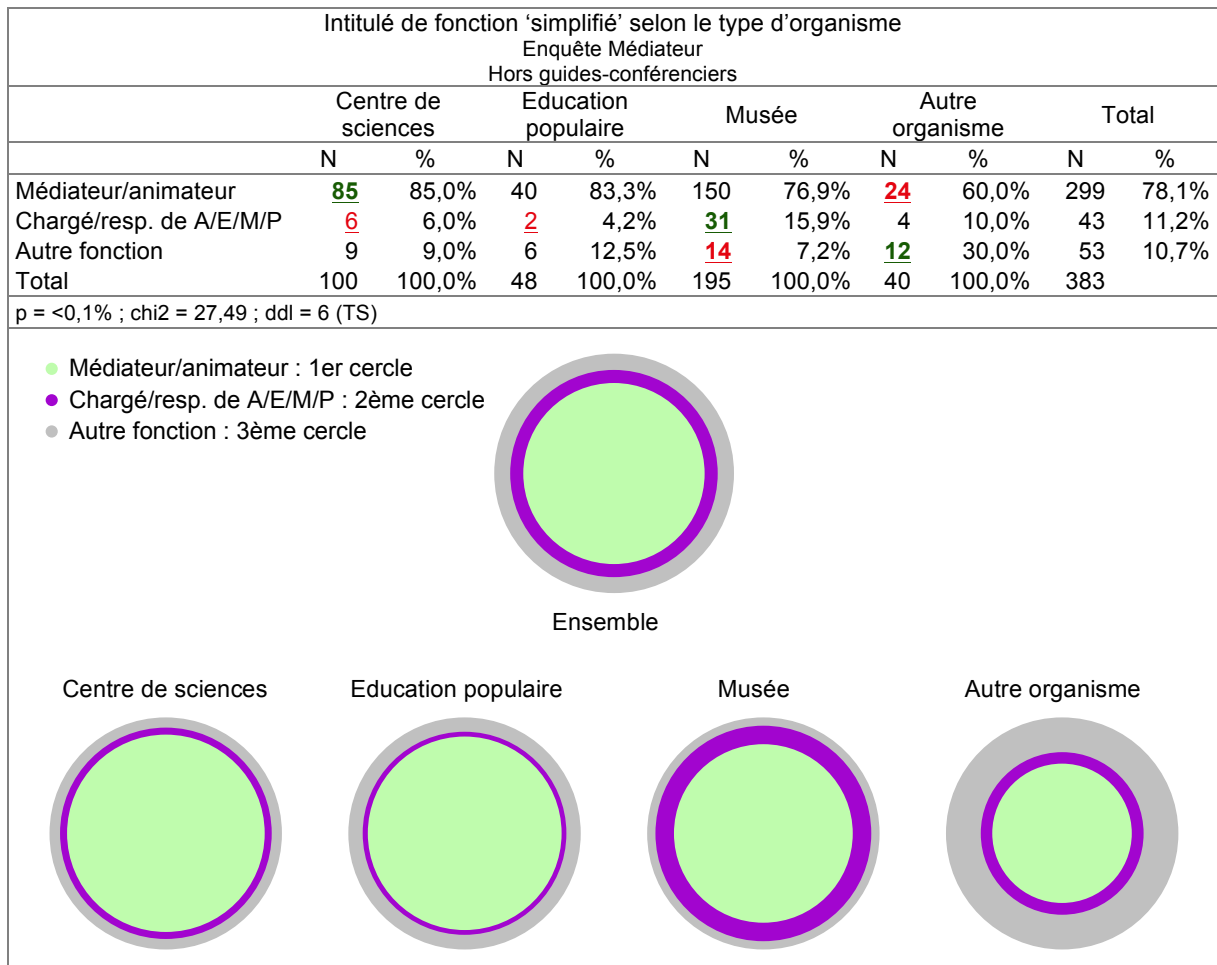 Intitulé de fonction ‘simplifié’ selon le type d’organisme
Enquête Médiateur
Hors guides-conférenciers
Centre de sciences Education populaire Musée Autre organisme Total
N % N % N % N % N %
Médiateur/animateur 85 85,0% 40 83,3% 150 76,9% 24 60,0% 299 78,1%
Chargé/resp. de A/E/M/P 6 6,0% 2 4,2% 31 15,9% 4 10,0% 43 11,2%
Autre fonction 9 9,0% 6 12,5% 14 7,2% 12 30,0% 53 10,7%
Total 100 100,0% 48 100,0% 195 100,0% 40 100,0% 383
p = <0,1% ; chi2 = 27,49 ; ddl = 6 (TS)
Médiateur/animateur : 1er cercle
Chargé/resp. de A/E/M/P : 2ème cercle
Autre fonction : 3ème cercle
Ensemble
Centre de sciences Education populaire Musée Autre organisme